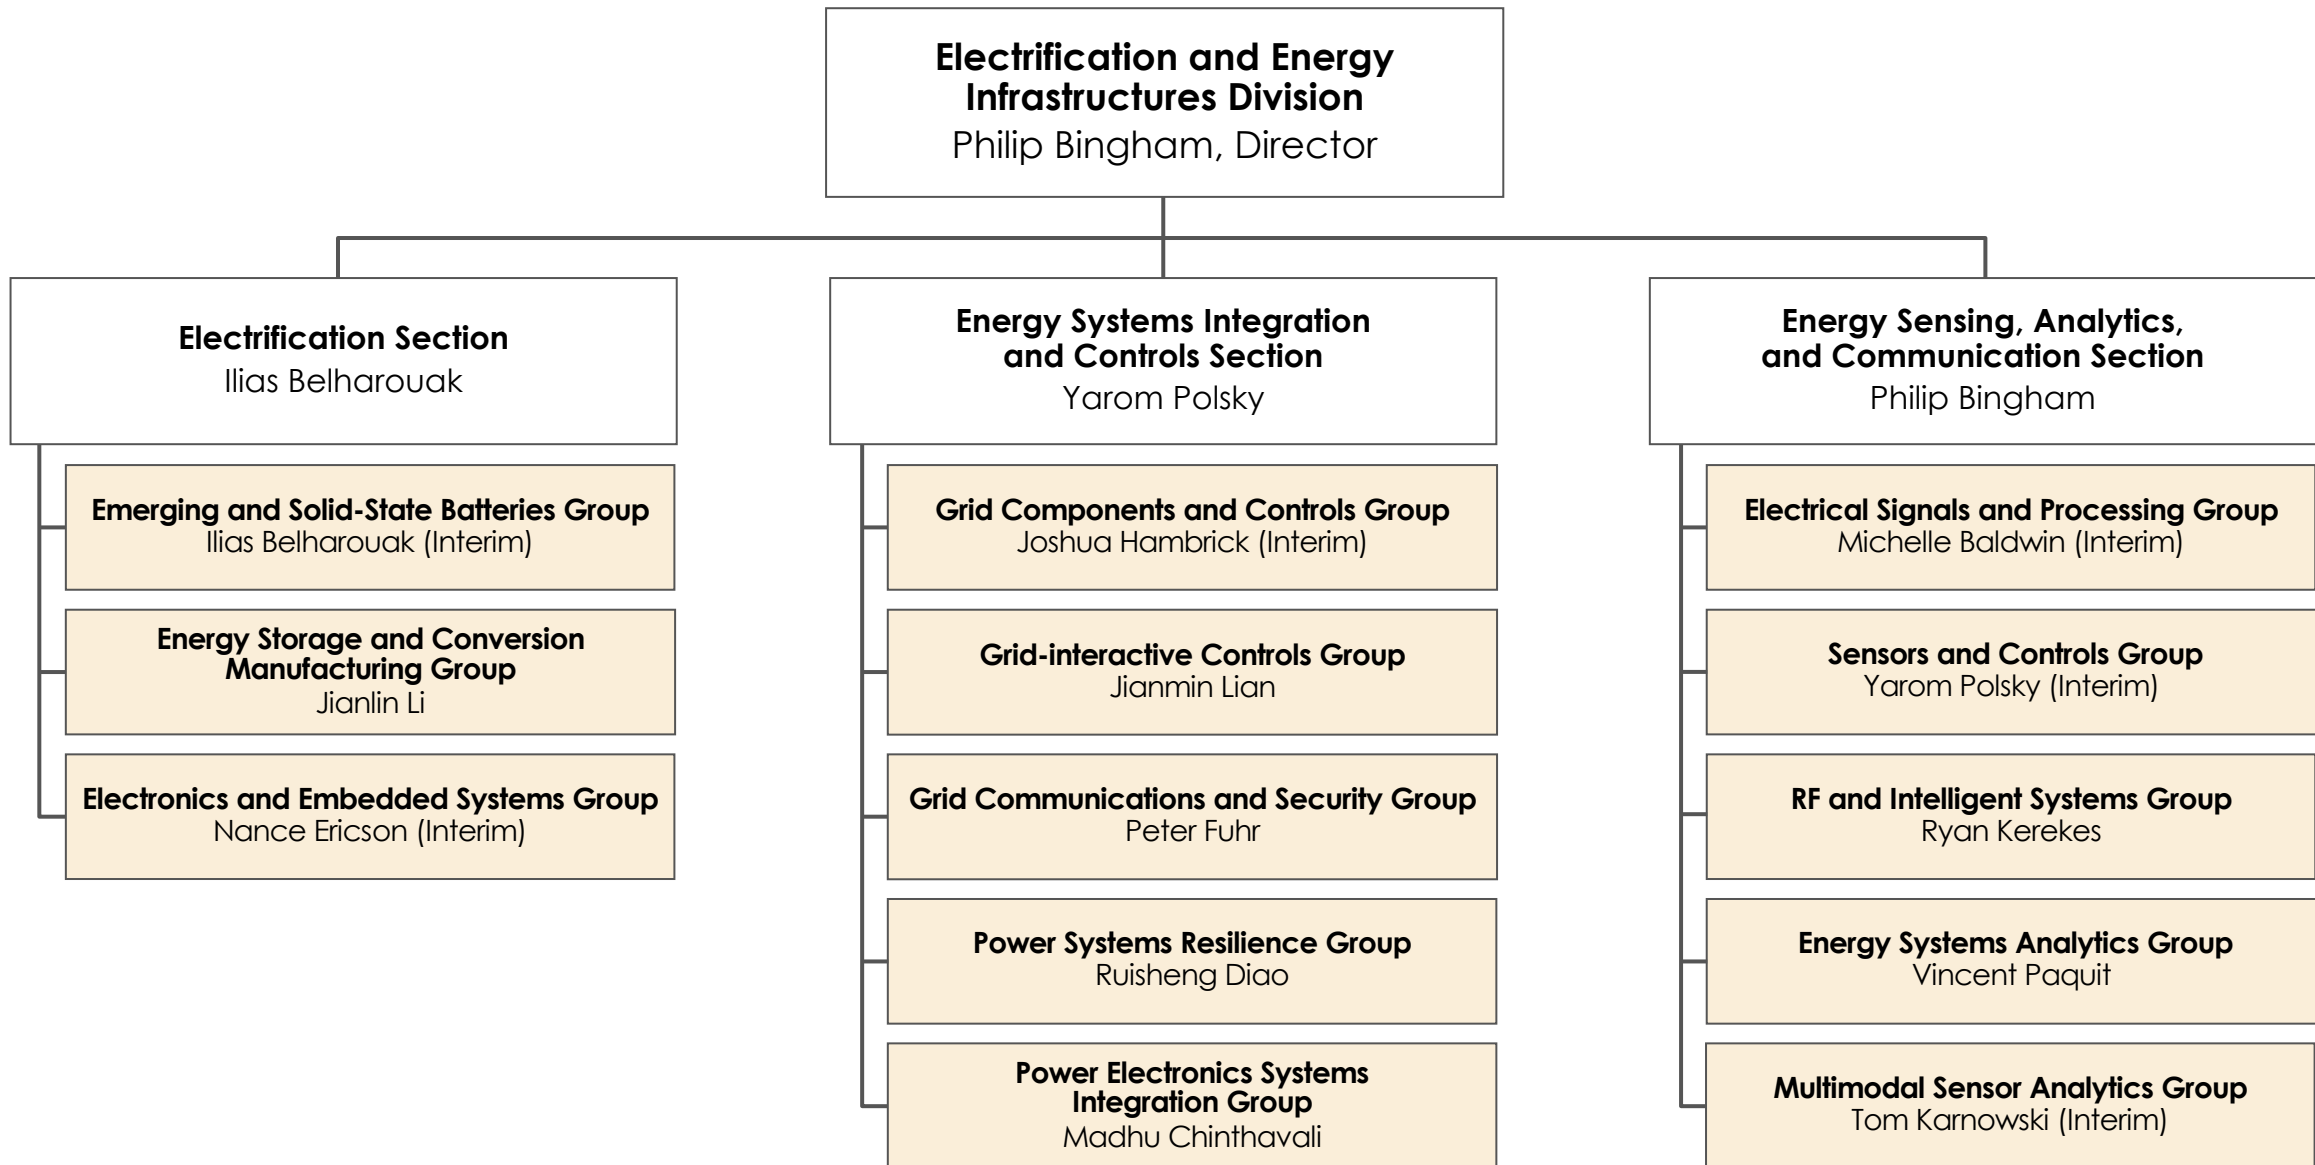 Electrification and Energy
Infrastructures Division
Philip Bingham, Director
Electrification Section
Ilias Belharouak
Emerging and Solid-State Batteries Group
Ilias Belharouak (Interim)
Energy Storage and Conversion
Manufacturing Group
Jianlin Li
Electronics and Embedded Systems Group
Nance Ericson (Interim)
Energy Systems Integration
and Controls Section
Yarom Polsky
Grid Components and Controls Group
Joshua Hambrick (Interim)
Grid-interactive Controls Group
Jianmin Lian
Grid Communications and Security Group
Peter Fuhr
Power Systems Resilience Group
Ruisheng Diao
Power Electronics Systems
Integration Group
Madhu Chinthavali
Energy Sensing, Analytics,
and Communication Section
Philip Bingham
Electrical Signals and Processing Group
Michelle Baldwin (Interim)
Sensors and Controls Group
Yarom Polsky (Interim)
RF and Intelligent Systems Group
Ryan Kerekes
Energy Systems Analytics Group
Vincent Paquit
Multimodal Sensor Analytics Group
Tom Karnowski (Interim)